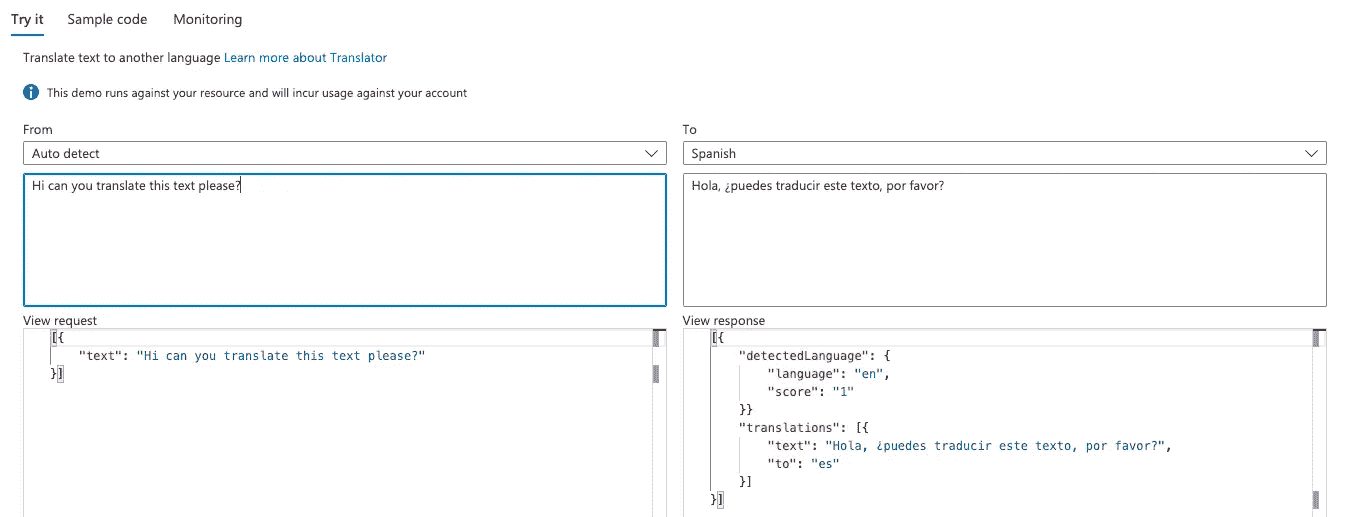 Try it Sample code Monitoring
Translate text to another language Learn more about Translator
This demo runs against your resource and will incur usage against your account
From
Auto detect
Hi can you translate this text please?
To
Spanish
Hola, ¿puedes traducir este texto, por favor?
View request
[{
"text": "Hi can you translate this text please?"
}]
View response
[{
"detectedLanguage": {
"language": "en",
"score": "1"
}}
"translations": [{
"text": "Hola, ¿puedes traducir este texto, por favor?",
"to": "es"
}]
}]